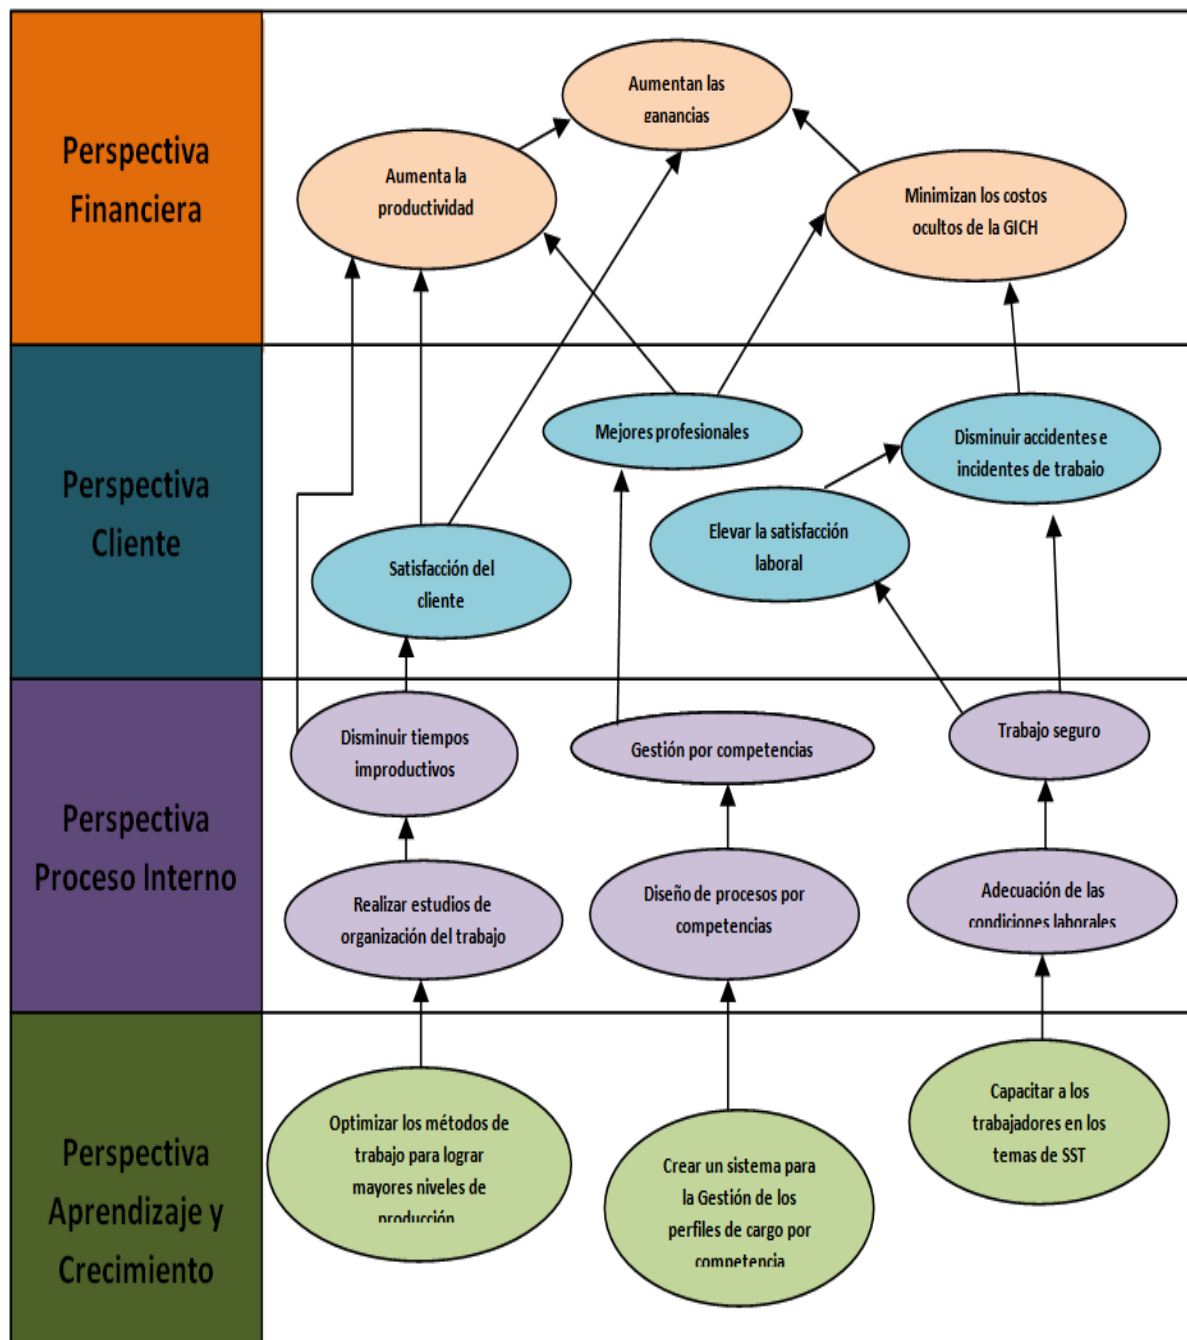 Perspectiva
Financiera
Aumentan las
ganancias
Aumenta la
productividad
Minimizan los costos
ocultos de la GICH
Perspectiva
Cliente
Mejores profesionales
Disminuir accidentes e
incidentes de trabajo
Elevar la satisfacción
laboral
Satisfacción del
cliente
Perspectiva
Proceso Interno
Disminuir tiempos
improductivos
Gestión por competencias
Trabajo seguro
Realizar estudios de
organización del trabajo
Diseño de procesos por
competencias
Adecuación de las
condiciones laborales
Perspectiva
Aprendizaje y
Crecimiento
Optimizar los métodos de
trabajo para lograr
mayores niveles de
producción
Crear un sistema para
la Gestión de los
perfiles de cargo por
competencia
Capacitar a los
trabajadores en los
temas de SST